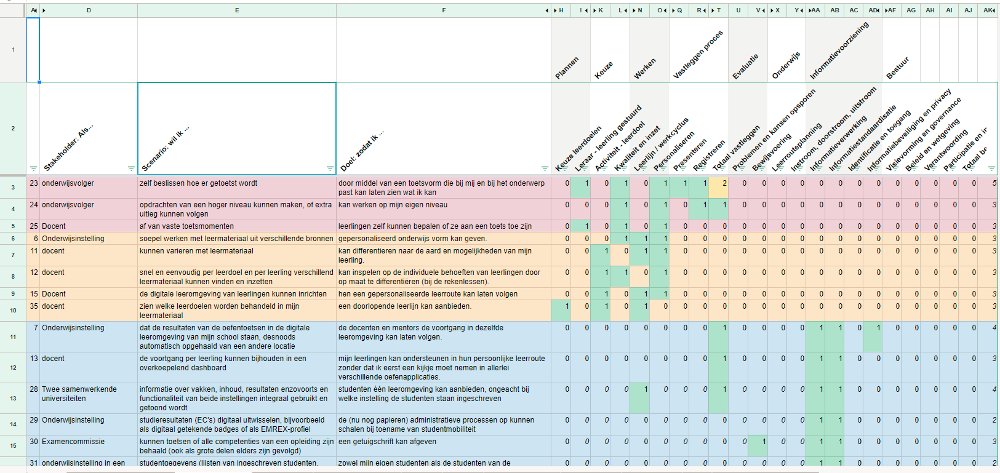 A D E F H I K L N O Q R T U V X Y AA AB AC AD AF AG AH AI AJ AK
1 Plannen Keuze Werken Vastleggen proces Evaluatie Onderwijs Informatievoorziening Bestuur
2 Stakeholder: Als... Scenario: wil ik ... Doel: zodat ik ... Keuze leerdoelen Leraar - leerling gestuurd Activiteit - leerdoel Kwaliteit en inzet Leerlijn / werkcyclus Personaliseren Presenteren Registreren Totaal vastleggen Problemen en kansen opsporen Bewijsvoering Leerrouteplanning Instroom, doorstroom, uitstroom Informatieverwerking Informatiestandaardisatie Identificatie en toegang Informatiebeveiliging en privacy Visievorming en governance Beleid en wetgeving Verantwoording Participatie en Totaal
3 23 onderwijsvolger zelf beslissen hoe er getoetst wordt door middel van een toetsvorm die bij mij en bij het onderwerp 0 1 0 1 0 1 1 1 2 0 0 0 0 0 0 0 0 0 0 0 0 0 5
past kan laten zien wat ik kan
4 24 onderwijsvolger opdrachten van een hoger niveau kunnen maken, of extra kan werken op mijn eigen niveau 0 0 0 1 0 1 0 1 1 0 0 0 0 0 0 0 0 0 0 0 0 0 3
uitleg kunnen volgen
5 25 Docent af van vaste toetsmomenten leerlingen zelf kunnen bepalen of ze aan een toets toe zijn 0 1 0 1 0 1 0 0 0 0 0 0 0 0 0 0 0 0 0 0 0 0 3
6 6 Onderwijsinstelling soepel werken met leermateriaal uit verschillende bronnen gepersonaliseerd onderwijs vorm kan geven. 0 0 0 1 1 1 0 0 0 0 0 0 0 0 0 0 0 0 0 0 0 0 3
7 11 docent kunnen varieren met leermateriaal kan differentieren naar de aard en mogelijkheden van mijn 0 0 1 0 1 1 0 0 0 0 0 0 0 0 0 0 0 0 0 0 0 0 3
leerling.
8 12 docent snel en eenvoudig per leerdoel en per leerling verschillend kan inspelen op de individuele behoeften van leerlingen door 0 0 1 1 0 1 0 0 0 0 0 0 0 0 0 0 0 0 0 0 0 0 3
leermateriaal kunnen vinden en inzetten op maat te differentiëren (bij de rekenlessen).
9 15 Docent de digitale leeromgeving van leerlingen kunnen inrichten hen een gepersonaliseerde leerroute kan laten volgen 0 0 1 0 1 1 0 0 0 0 0 0 0 0 0 0 0 0 0 0 0 0 3
10 35 docent zien welke leerdoelen worden behandeld in mijn een doorlopende leerlijn kan aanbieden. 1 0 1 0 1 0 0 0 0 0 0 0 0 0 0 0 0 0 0 0 0 0 3
leermateriaal
11 7 Onderwijsinstelling dat de resultaten van de oefentoetsen in de digitale de docenten en mentors de voortgang in dezelfde 0 0 0 0 0 0 0 0 1 0 0 0 0 1 1 0 1 0 0 0 0 0 4
leeromgeving van mijn school staan, desnoods leeromgeving kan laten volgen.
automatisch opgehaald van een andere locatie
12 13 docent de voortgang per leerling kunnen bijhouden in een mijn leerlingen kan ondersteunen in hun persoonlijke leerroute 0 0 0 0 0 0 0 0 1 0 0 0 0 1 1 0 0 0 0 0 0 0 3
overkoepelend dashboard zonder dat ik eerst een kijkje moet nemen in allerlei
verschillende oefenapplicaties.
13 28 Twee samenwerkende informatie over vakken, inhoud, resultaten enzovoorts en studenten één leeromgeving kan aanbieden, ongeacht bij 0 0 0 0 1 0 0 0 1 0 0 0 0 1 1 0 0 0 0 0 0 0 4
universiteiten functionaliteit van beide instellingen integraal gebruikt en welke instelling de studenten staan ingeschreven
getoond wordt
14 29 Onderwijsinstelling studieresultaten (EC's) digitaal uitwisselen, bijvoorbeeld de (nu nog papieren) administratieve processen op kunnen 0 0 0 0 0 0 0 0 0 0 0 0 0 1 1 0 0 0 0 0 0 0 2
als digitaal getekende badges of als EMREX-profiel schalen bij toename van studentmobiliteit
15 30 Examencommissie kunnen toetsen of alle competenties van een opleiding zijn een getuigschrift kan afgeven 0 0 0 0 0 0 0 0 0 0 1 0 0 1 1 0 0 0 0 0 0 0 3
behaald (ook als grote delen elders zijn gevolgd)
31 onderwijsinstelling in een studentgegevens (lijsten van ingeschreven studenten, zowel mijn eigen studenten als de studenten van de 0 0 0 0 0 0 0 0 0 0 0 0 0 1 1 0 0 0 0 0 0 0 2